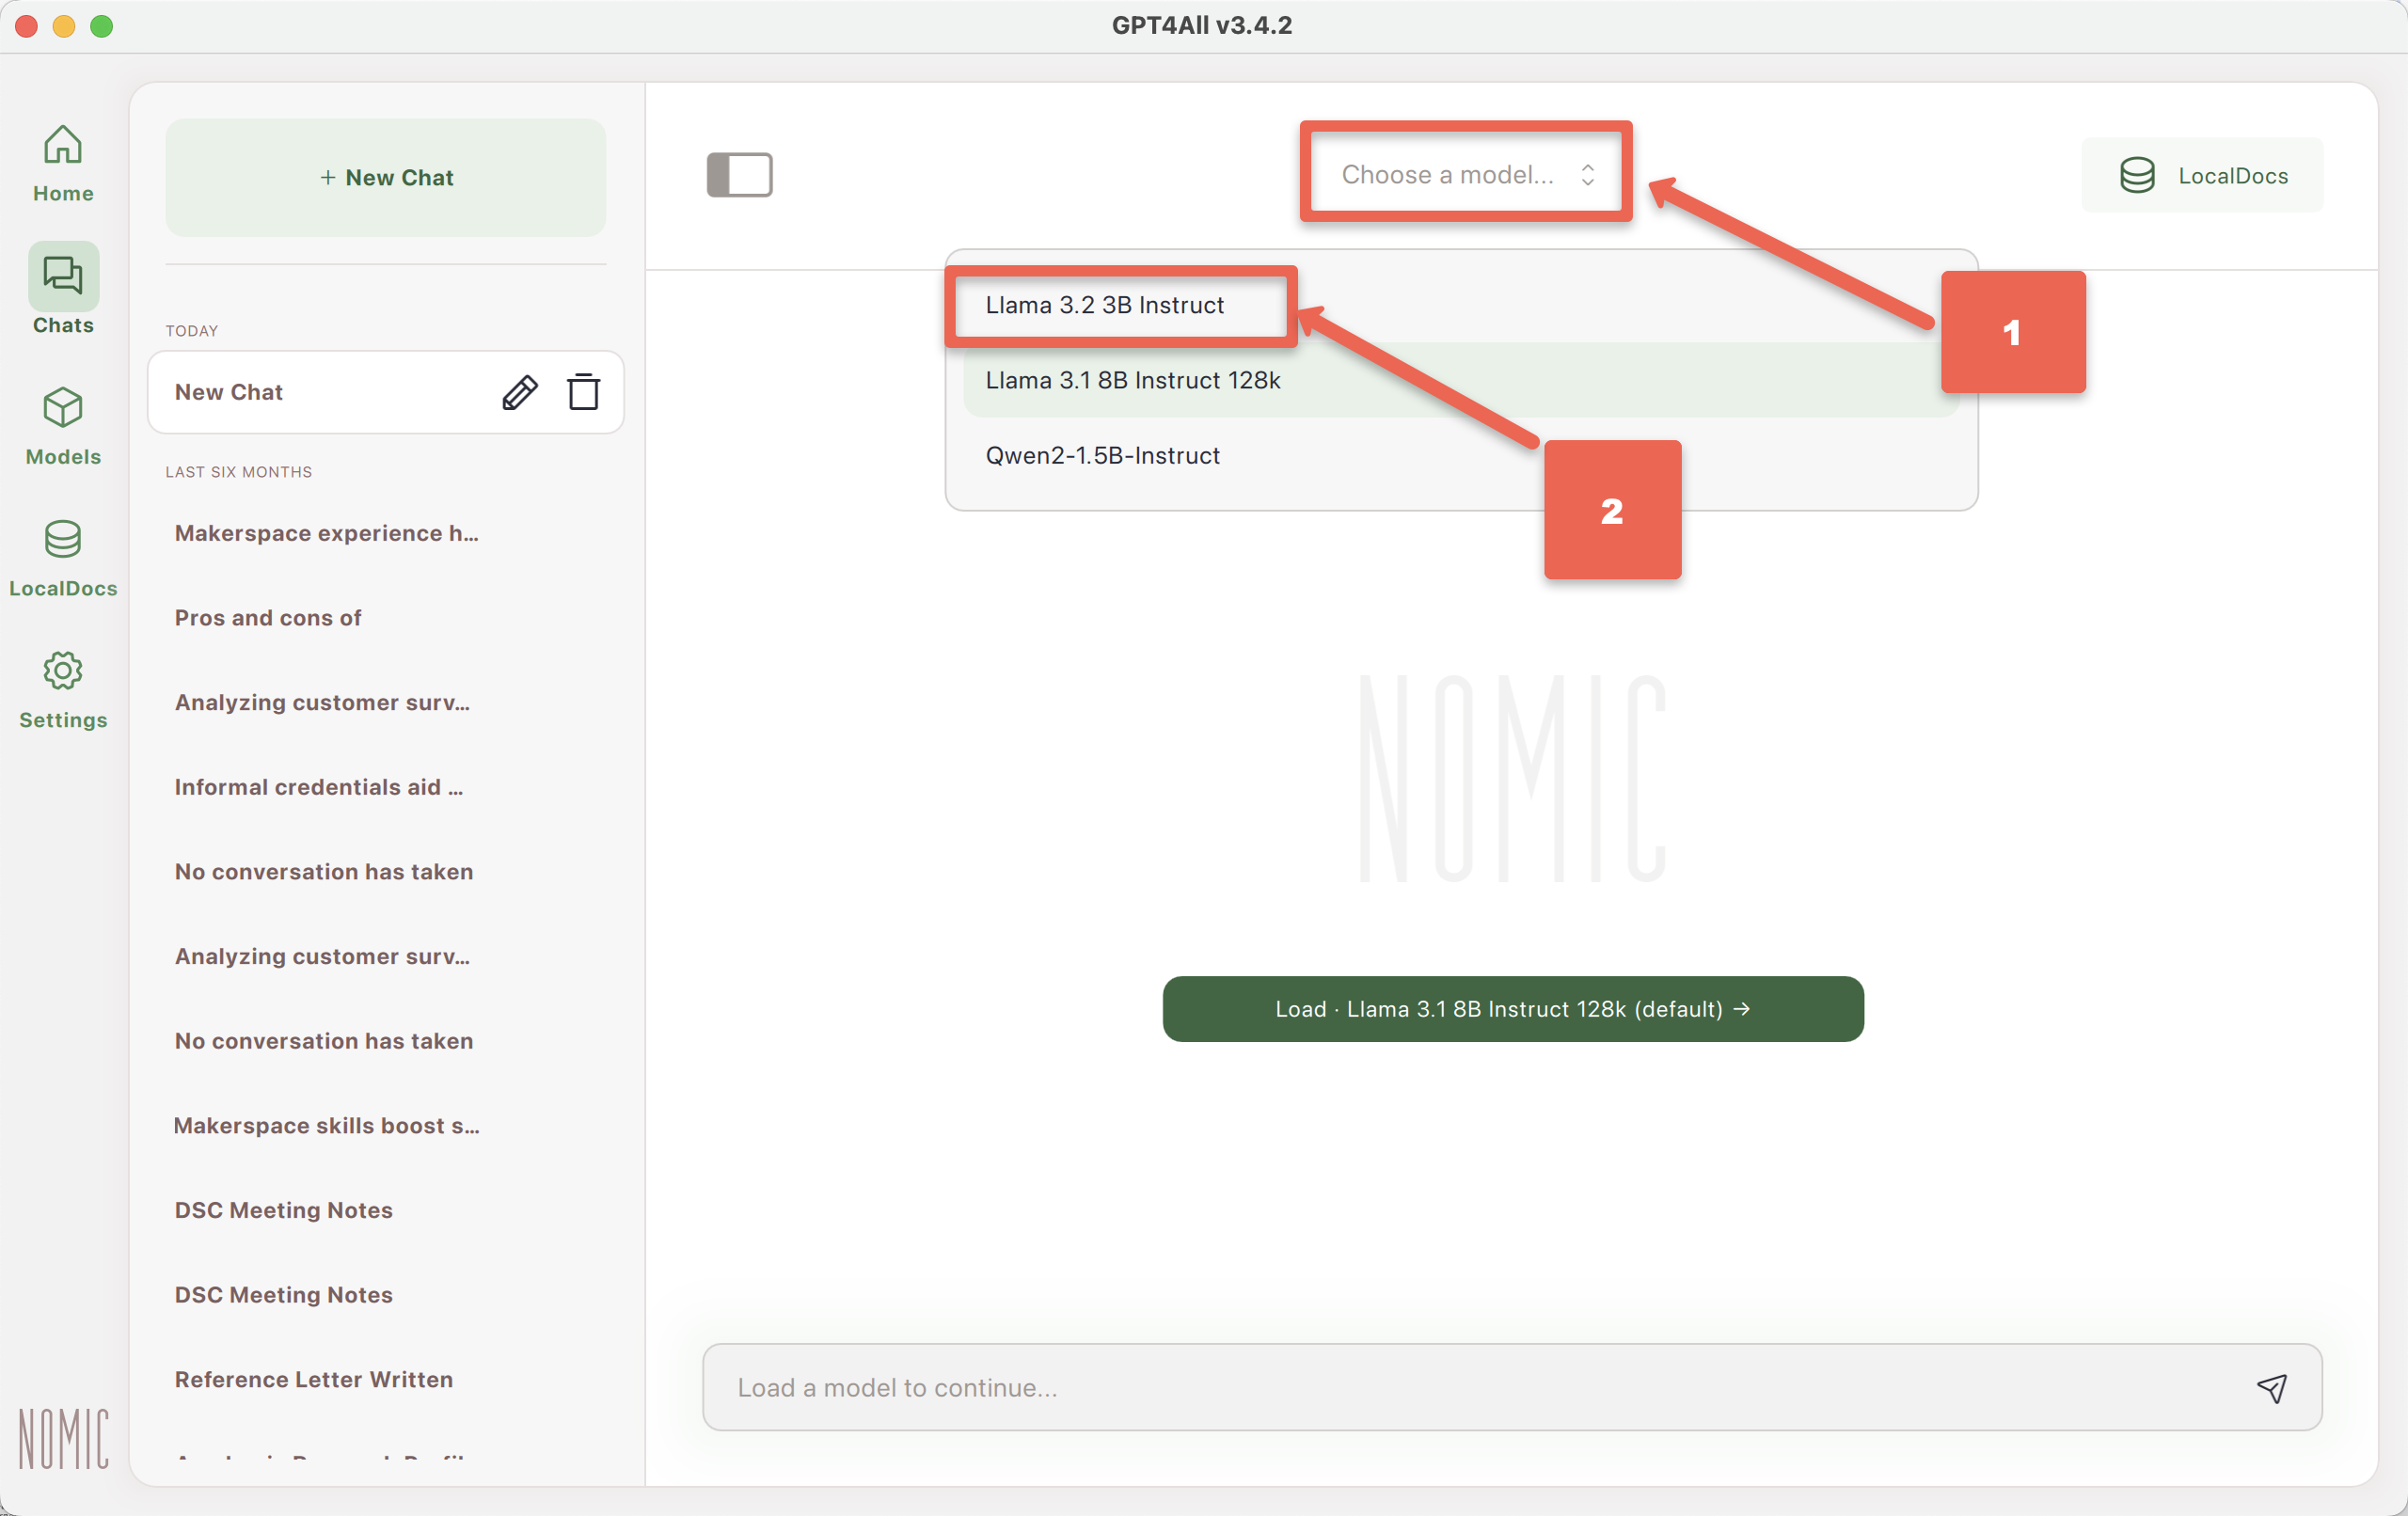 GPT4All v3.4.2
Home
Chats
Models
LocalDocs
Settings
NOMIC
+ New Chat
TODAY
New Chat
LAST SIX MONTHS
Makerspace experience h...
Pros and cons of
Analyzing customer surv...
Informal credentials aid ...
No conversation has taken
Analyzing customer surv...
No conversation has taken
Makerspace skills boost s...
DSC Meeting Notes
DSC Meeting Notes
Reference Letter Written
Choose a model...
LocalDocs
1
Llama 3.2 3B Instruct
Llama 3.1 8B Instruct 128k
Qwen2-1.5B-Instruct
2
NOMIC
Load · Llama 3.1 8B Instruct 128k (default) →
Load a model to continue...